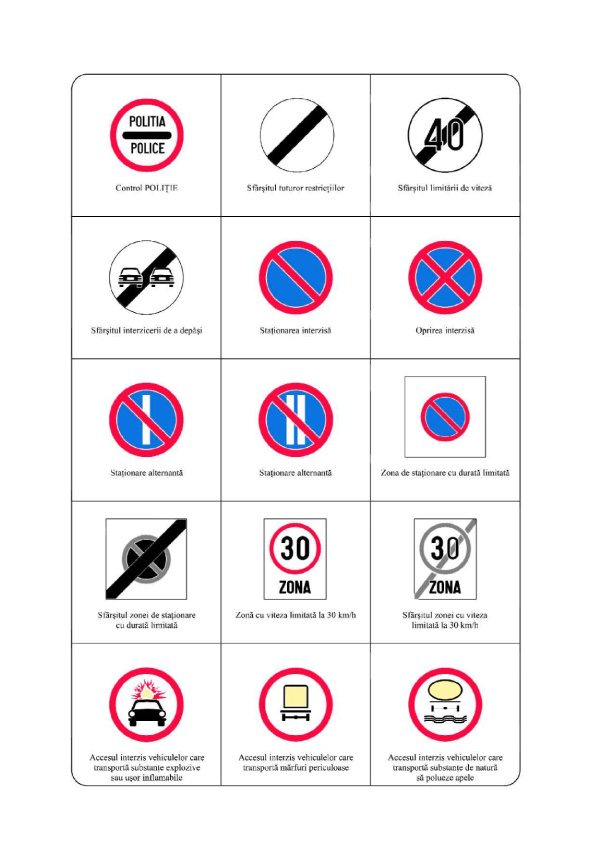 POLITIA
POLICE
Control POLIŢIE
Sfârşitul tuturor restricţiilor
40
Sfârşitul limitării de viteză
Sfârşitul interzicerii de a depăşi
Staţionarea interzisă
Oprirea interzisă
Staţionare alternantă
Staţionare alternantă
Zona de staţionare cu durată limitată
Sfârşitul zonei de staţionare
cu durată limitată
30
ZONA
Zonă cu viteza limitată la 30 km/h
30
ZONA
Sfârşitul zonei cu viteza
limitată la 30 km/h
Accesul interzis vehiculelor care
transportă substanţe explozive
sau uşor inflamabile
Accesul interzis vehiculelor care
transportă mărfuri periculoase
Accesul interzis vehiculelor care
transportă substanţe de natură
să polueze apele